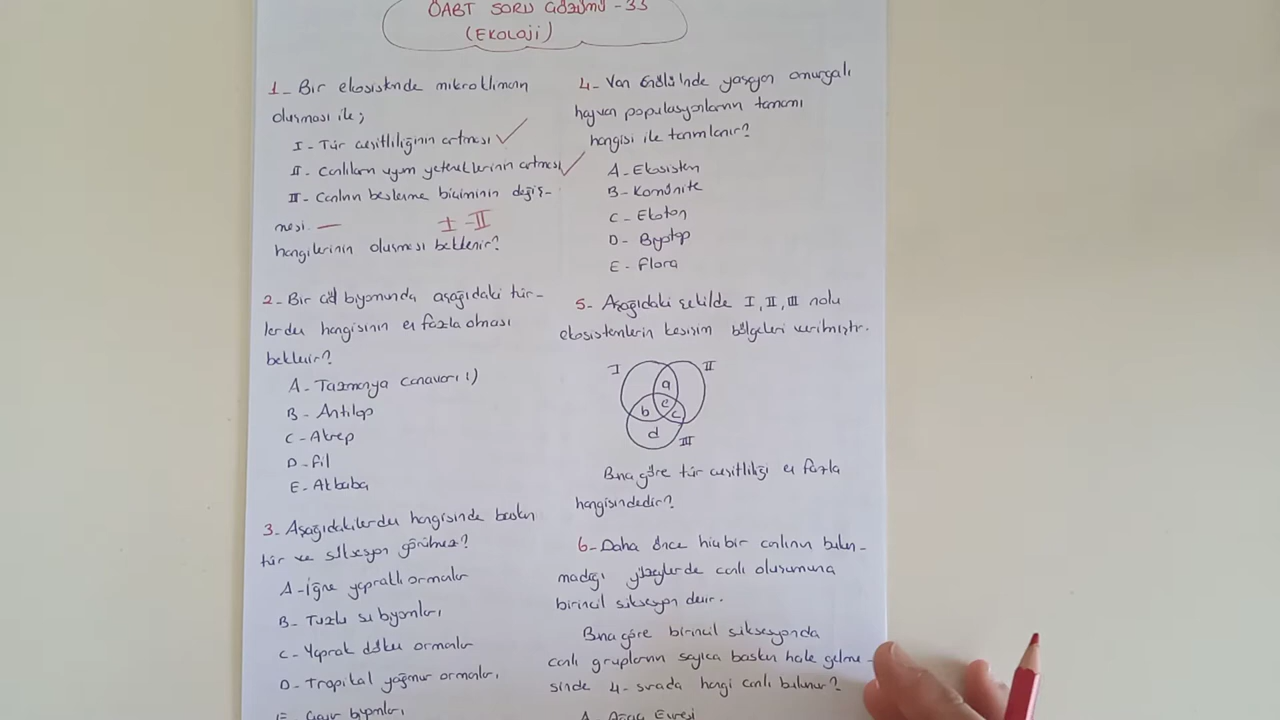 ÖABT SORU ÇÖZÜMÜ - 33
(EKOLOJİ)
1- Bir ekosistemde mikroklimanın
oluşması ile;
I - Tür çeşitliliğinin artması
II - Canlıların uyum yeteneklerinin artması
III - Canlının beslenme biçiminin değiş-
mesi
I - II
hangilerinin oluşması beklenir?
2- Bir çöl biyomunda aşağıdaki tür-
lerden hangisinin en fazla olması
beklenir?
A - Tazmanya canavarı :)
B - Antilop
C - Akrep
D - Fil
E - Akbaba
3- Aşağıdakilerden hangisinde baskın
tür ve süksesyon görülmez?
A - İğne yapraklı ormanlar
B - Tuzlu su biyomları
C - Yaprak döken ormanlar
D - Tropikal yağmur ormanları
E - Çayır biyomları
4- Van Gölü'nde yaşayan omurgalı
hayvan populasyonlarının tamamı
hangisi ile tanımlanır?
A - Ekosistem
B - Komünite
C - Ekoton
D - Biyotop
E - Flora
5- Aşağıdaki şekilde I, II, III nolu
ekosistemlerin kesişim bölgeleri verilmiştir.
I
II
a
e
b
c
d
III
Buna göre tür çeşitliliği en fazla
hangisindedir?
6- Daha önce hiçbir canlının bulun-
madığı yüzeylerde canlı oluşumuna
birincil süksesyon denir.
Buna göre birincil süksesyonda
canlı grupların sayıca baskın hale gelme-
sinde 4. sırada hangi canlı bulunur?
A - Ağaç Evresi